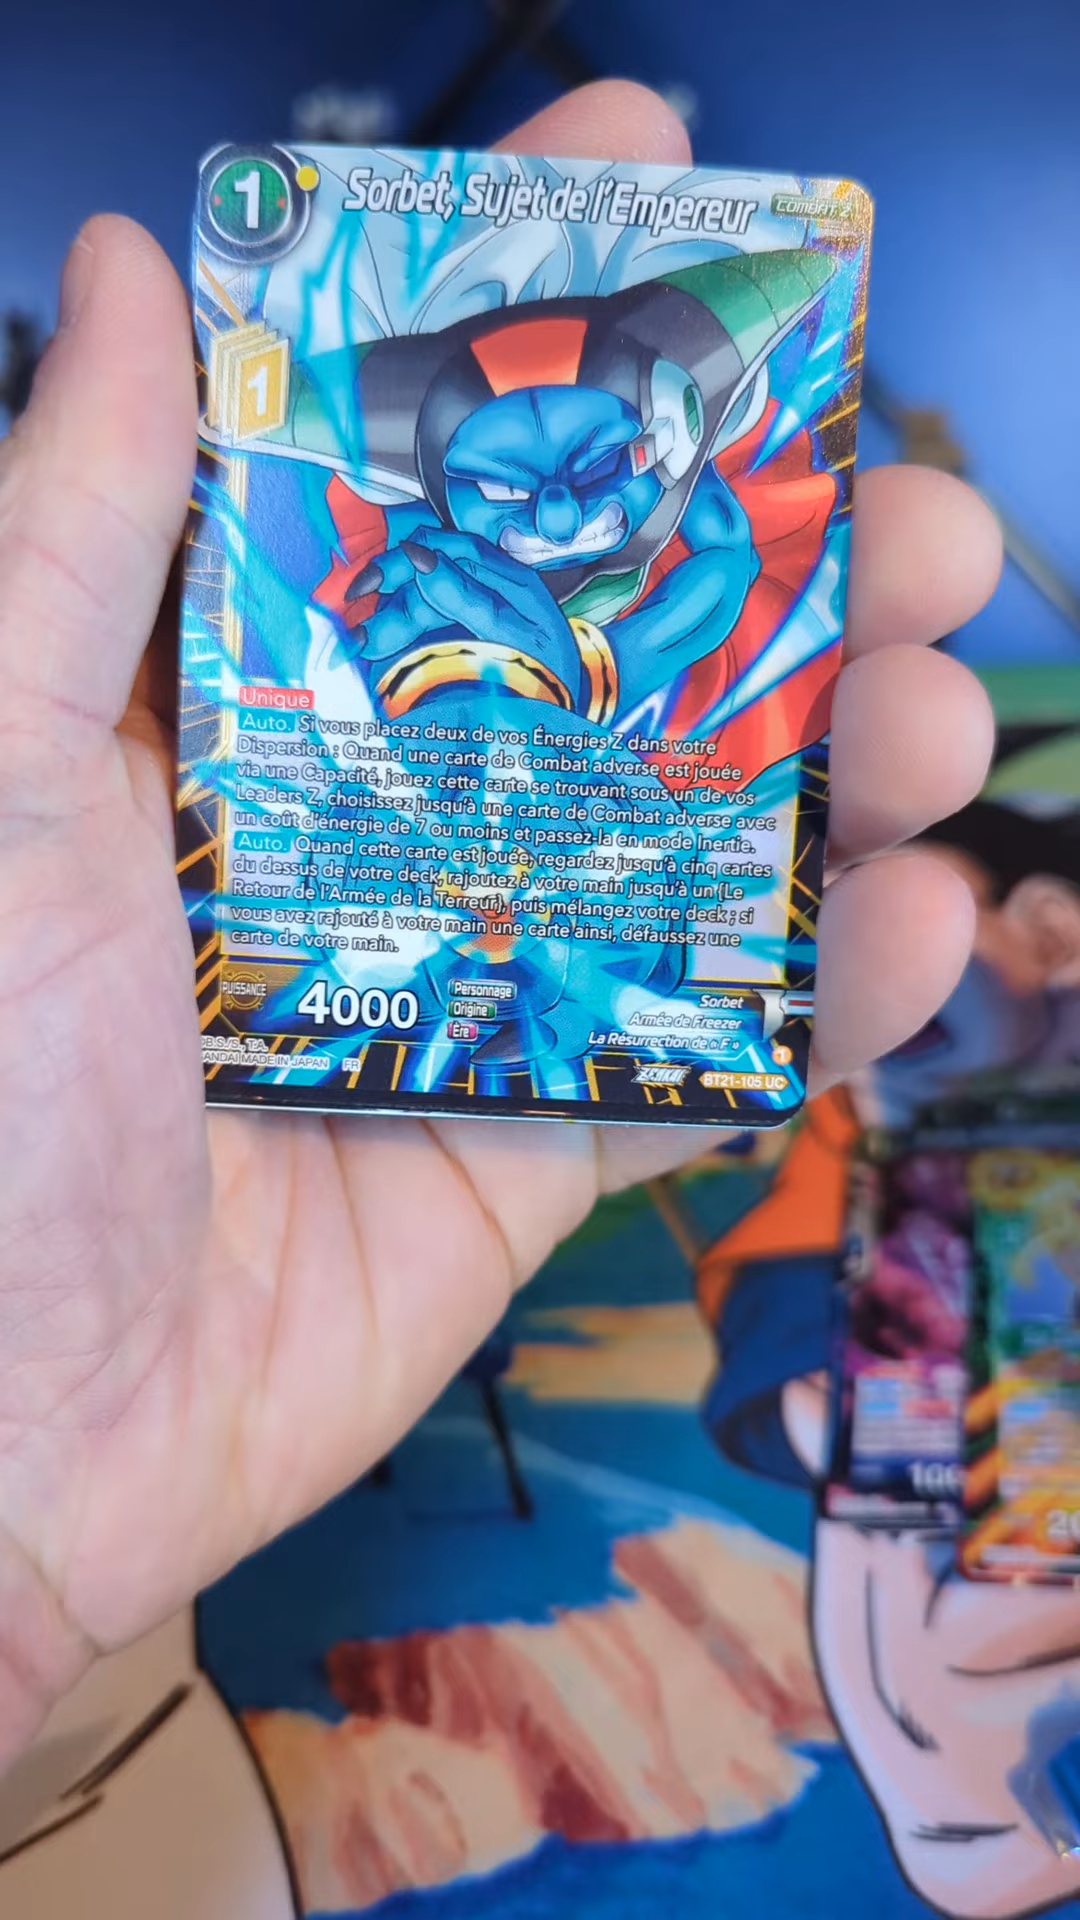 1
Sorbet, Sujet de l'Empereur
COMBAT Z
1
Unique
Auto. Si vous placez deux de vos Énergies Z dans votre
Dispersion : Quand une carte de Combat adverse est jouée
via une Capacité, jouez cette carte se trouvant sous un de vos
Leaders Z, choisissez jusqu'à une carte de Combat adverse avec
un coût d'énergie de 7 ou moins et passez-la en mode Inertie.
Auto. Quand cette carte est jouée, regardez jusqu'à cinq cartes
du dessus de votre deck, rajoutez à votre main jusqu'à un {Le
Retour de l'Armée de la Terreur}, puis mélangez votre deck ; si
vous avez rajouté à votre main une carte ainsi, défaussez une
carte de votre main.
PUISSANCE
4000
Personnage
Origine
Ère
Sorbet
Armée de Freezer
La Résurrection de « F »
B.S./S., T.A.
ANDAI MADE IN JAPAN FR
ZENKAI
BT21-105 UC